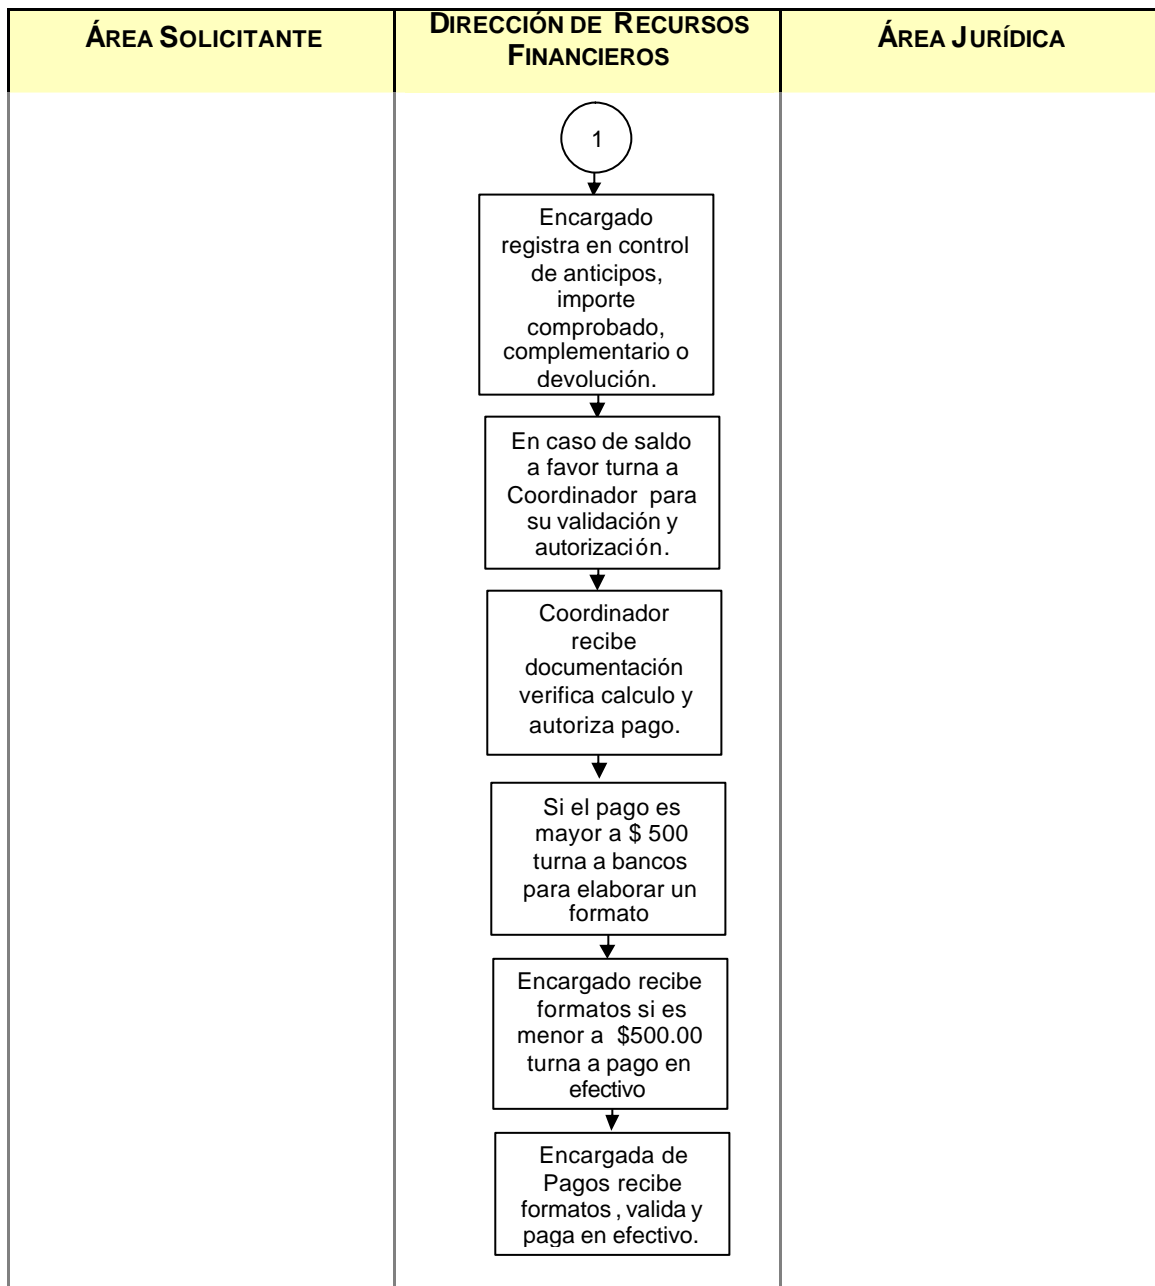 ÁREA SOLICITANTE
DIRECCIÓN DE RECURSOS
FINANCIEROS
ÁREA JURÍDICA
1
Encargado
registra en control
de anticipos,
importe
comprobado,
complementario o
devolución.
En caso de saldo
a favor turna a
Coordinador para
su validación y
autorización.
Coordinador
recibe
documentación
verifica calculo y
autoriza pago.
Si el pago es
mayor a $ 500
turna a bancos
para elaborar un
formato
Encargado recibe
formatos si es
menor a $500.00
turna a pago en
efectivo
Encargada de
Pagos recibe
formatos , valida y
paga en efectivo.